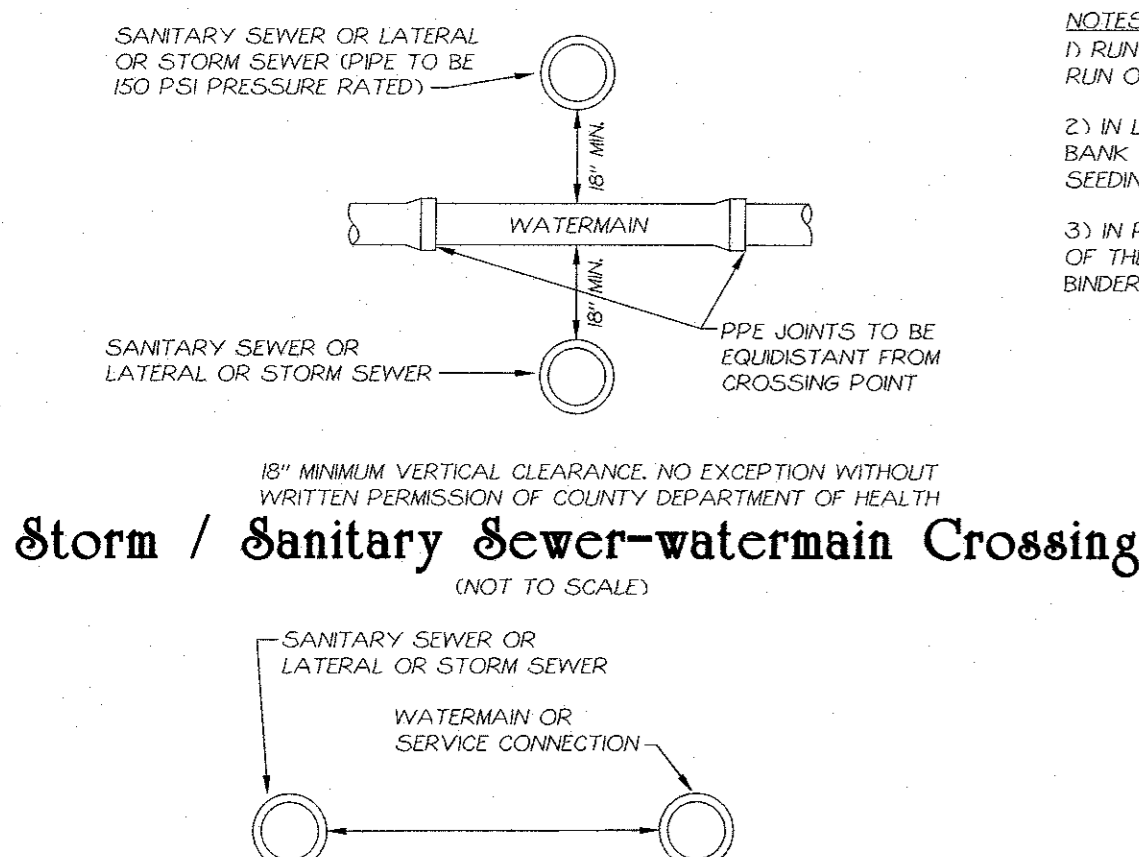 SANITARY SEWER OR LATERAL
OR STORM SEWER (PIPE TO BE
150 PSI PRESSURE RATED)
18" MIN.
WATERMAIN
18" MIN.
SANITARY SEWER OR
LATERAL OR STORM SEWER
PPE JOINTS TO BE
EQUIDISTANT FROM
CROSSING POINT
18" MINIMUM VERTICAL CLEARANCE. NO EXCEPTION WITHOUT
WRITTEN PERMISSION OF COUNTY DEPARTMENT OF HEALTH
Storm / Sanitary Sewer-watermain Crossing
(NOT TO SCALE)
SANITARY SEWER OR
LATERAL OR STORM SEWER
WATERMAIN OR
SERVICE CONNECTION
NOTES
1) RUN
RUN O
2) IN L
BANK
SEEDIN
3) IN
OF THE
BINDER